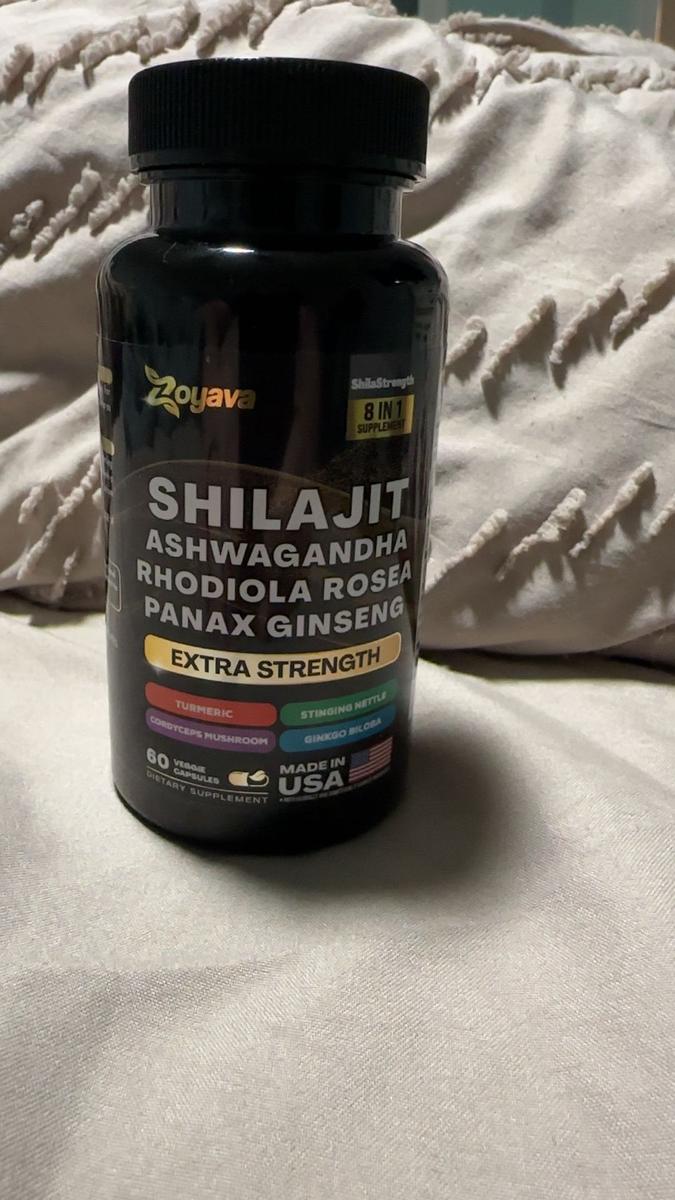 Zoyava
ShilaStrength
8 IN 1
SUPPLEMENT
SHILAJIT
ASHWAGANDHA
RHODIOLA ROSEA
PANAX GINSENG
EXTRA STRENGTH
TURMERIC
STINGING NETTLE
CORDYCEPS MUSHROOM
GINKGO BILOBA
60 VEGGIE
CAPSULES
DIETARY SUPPLEMENT
MADE IN
USA